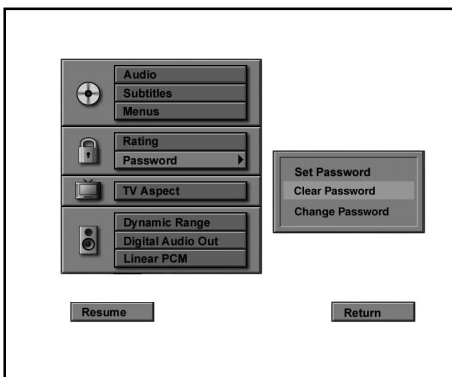 Audio
Subtitles
Menus
Rating
Password
Set Password
Clear Password
Change Password
TV Aspect
Dynamic Range
Digital Audio Out
Linear PCM
Resume
Return